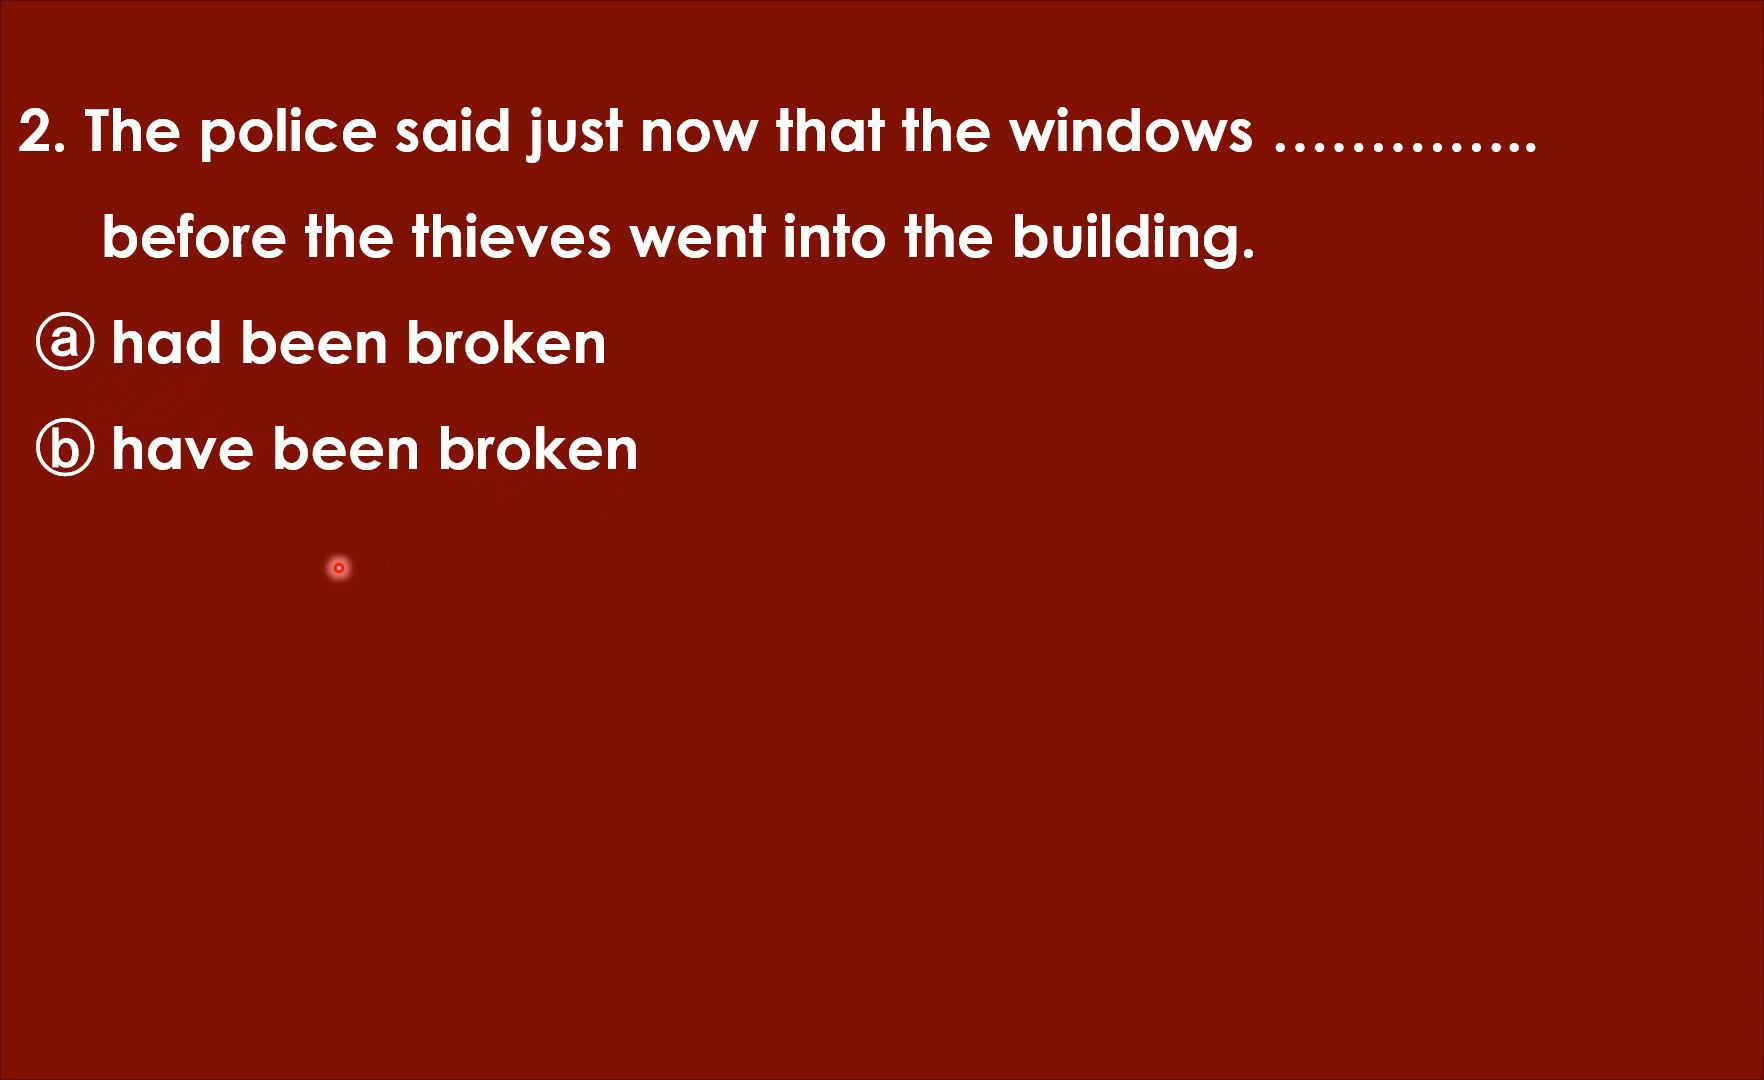 2. The police said just now that the windows …………..
before the thieves went into the building.
ⓐ had been broken
ⓑ have been broken